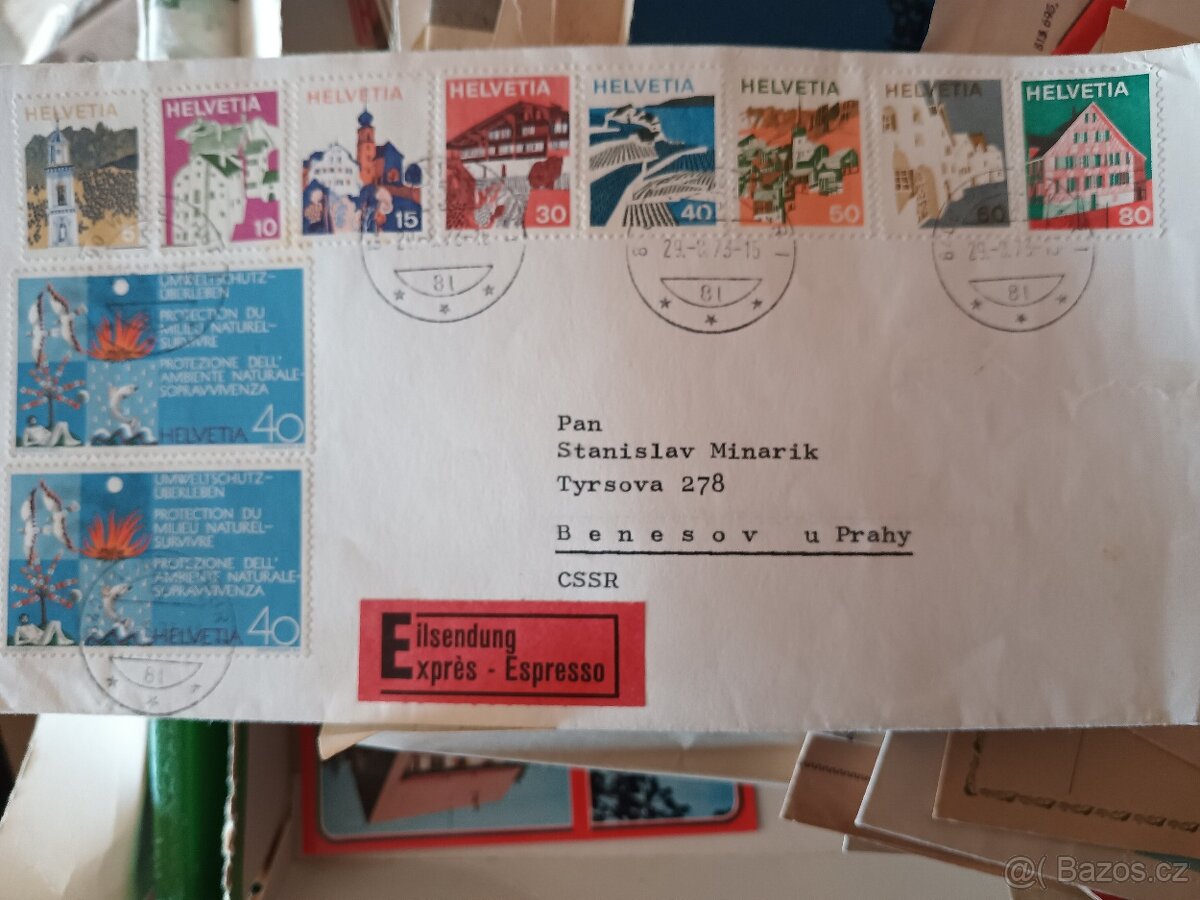 HELVETIA
5
HELVETIA
10
HELVETIA
15
HELVETIA
30
HELVETIA
40
HELVETIA
50
HELVETIA
60
HELVETIA
80
81
29.-8.73-15
81
81
UMWELTSCHUTZ-
ÜBERLEBEN
PROTECTION DU
MILIEU NATUREL-
SURVIVRE
PROTEZIONE DELL'
AMBIENTE NATURALE-
SOPRAVVIVENZA
HELVETIA 40
UMWELTSCHUTZ-
ÜBERLEBEN
PROTECTION DU
MILIEU NATUREL-
SURVIVRE
PROTEZIONE DELL'
AMBIENTE NATURALE-
SOPRAVVIVENZA
HELVETIA 40
81
Pan
Stanislav Minarik
Tyrsova 278
Benesov u Prahy
CSSR
Eilsendung
Exprès - Espresso
@( Bazos.cz